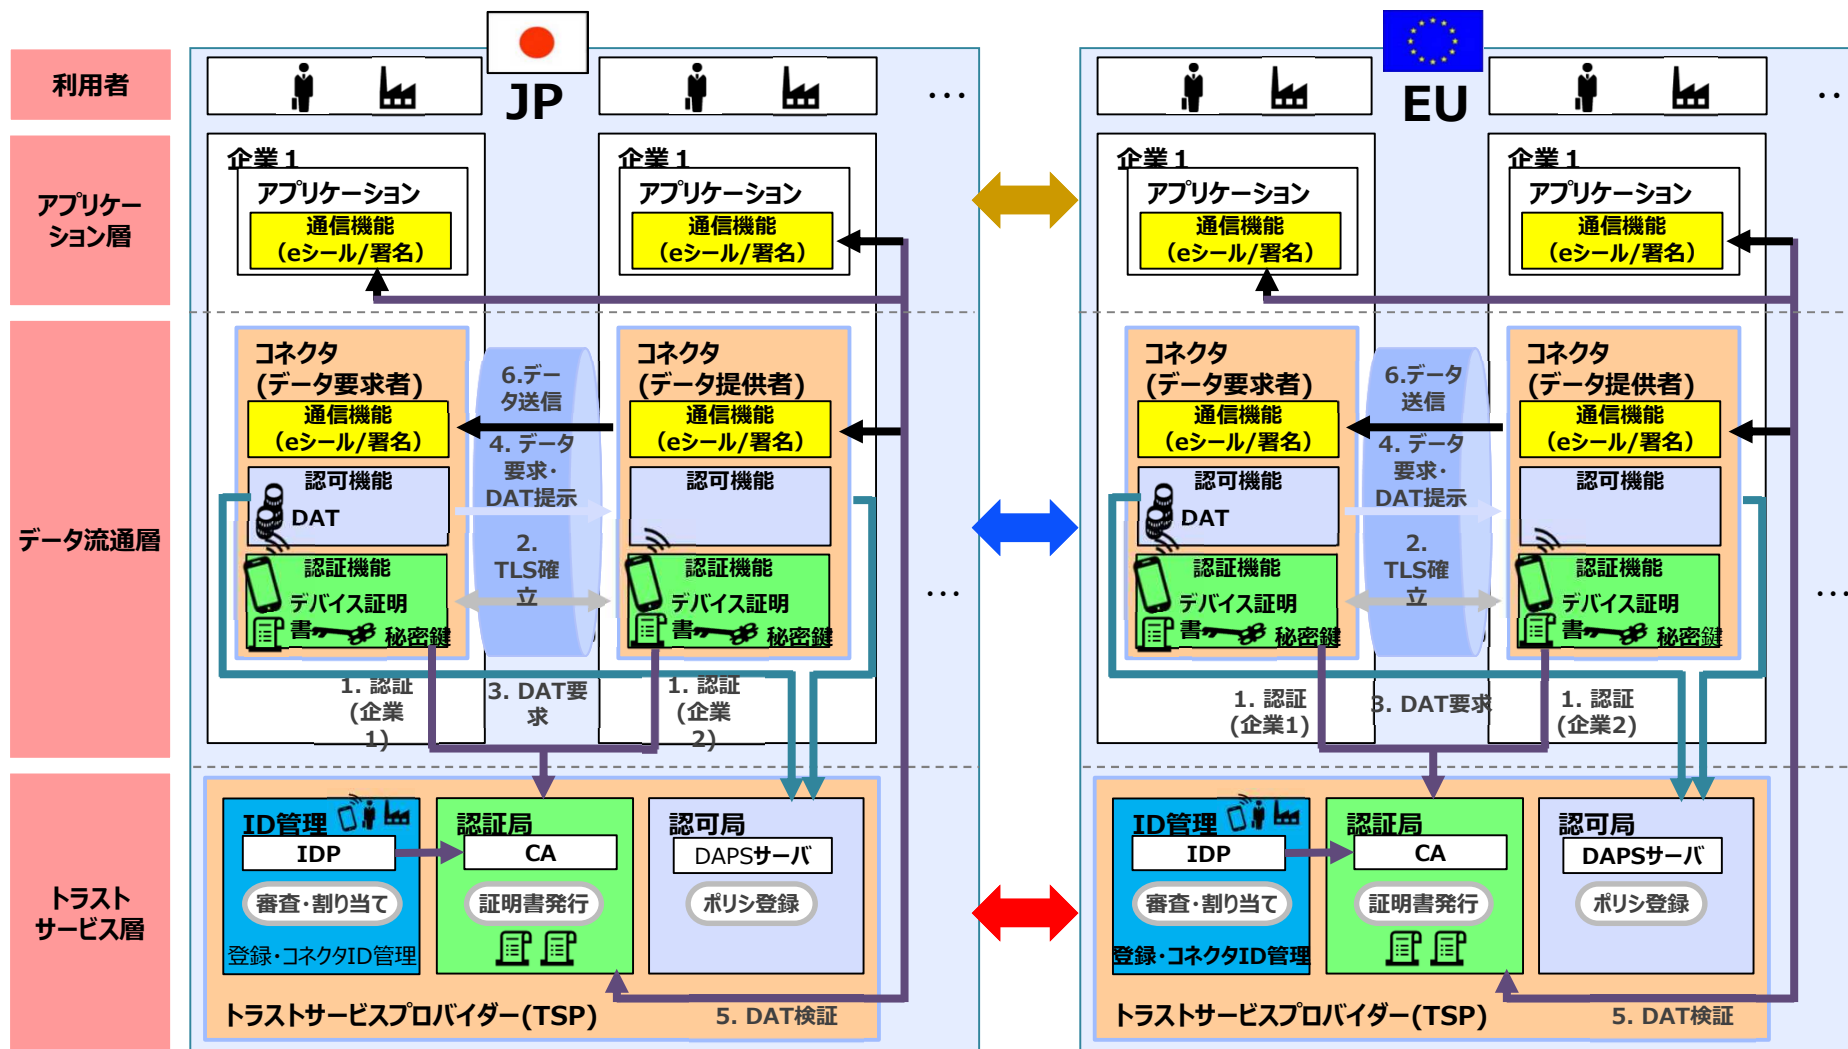 利用者
アプリケー
ション層
データ流通層
トラスト
サービス層
JP
…
企業1
アプリケーション
通信機能
(eシール/署名)
企業1
アプリケーション
通信機能
(eシール/署名)
コネクタ
(データ要求者)
通信機能
(eシール/署名)
認可機能
DAT
認証機能
デバイス証明
書
秘密鍵
6.デー
タ送信
4. データ
要求・
DAT提示
2.
TLS確
立
コネクタ
(データ提供者)
通信機能
(eシール/署名)
認可機能
認証機能
デバイス証明
書
秘密鍵
…
1. 認証
(企業
1)
3. DAT要
求
1. 認証
(企業
2)
ID管理
IDP
審査・割り当て
登録・コネクタID管理
認証局
CA
証明書発行
認可局
DAPSサーバ
ポリシ登録
トラストサービスプロバイダー(TSP)
5. DAT検証
EU
…
企業1
アプリケーション
通信機能
(eシール/署名)
企業1
アプリケーション
通信機能
(eシール/署名)
コネクタ
(データ要求者)
通信機能
(eシール/署名)
認可機能
DAT
認証機能
デバイス証明
書
秘密鍵
6.データ
送信
4. データ
要求・
DAT提示
2.
TLS確
立
コネクタ
(データ提供者)
通信機能
(eシール/署名)
認可機能
認証機能
デバイス証明
書
秘密鍵
…
1. 認証
(企業1)
3. DAT要求
1. 認証
(企業2)
ID管理
IDP
審査・割り当て
登録・コネクタID管理
認証局
CA
証明書発行
認可局
DAPSサーバ
ポリシ登録
トラストサービスプロバイダー(TSP)
5. DAT検証